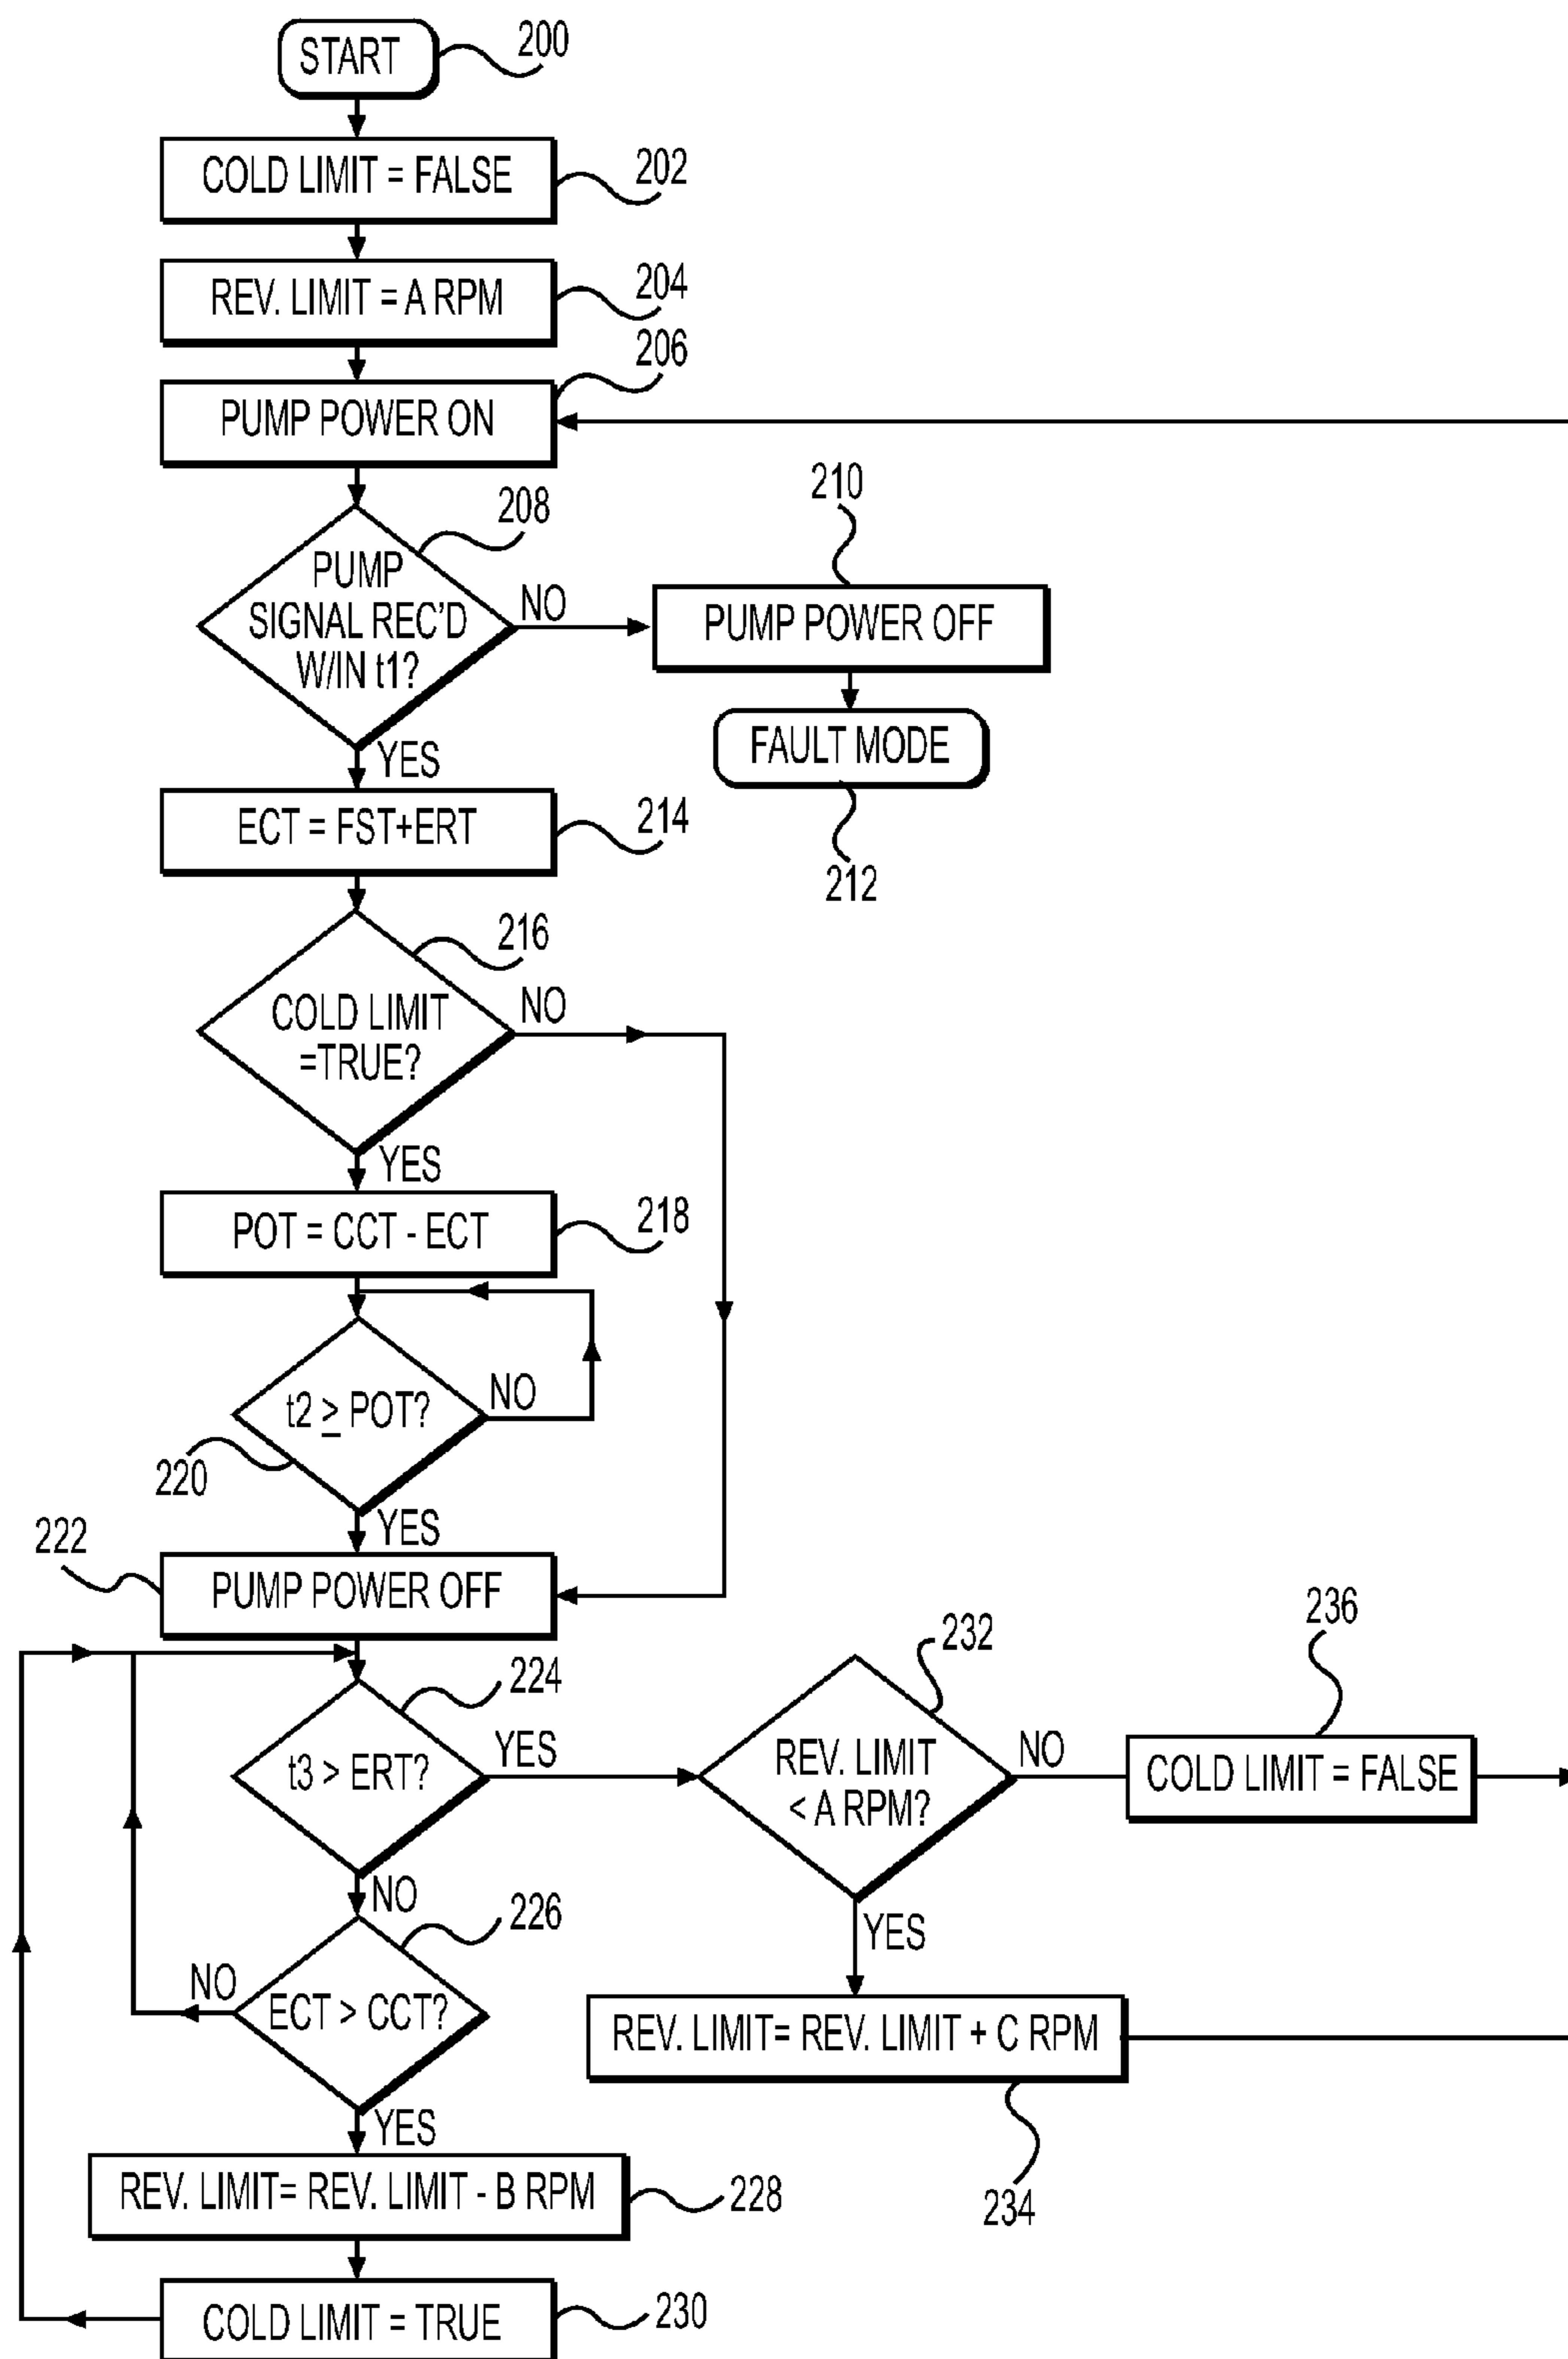 START
200
COLD LIMIT = FALSE
202
REV. LIMIT = A RPM
204
206
PUMP POWER ON
208
PUMP
SIGNAL REC'D
W/IN t1?
NO
210
PUMP POWER OFF
FAULT MODE
212
YES
ECT = FST+ERT
214
216
COLD LIMIT
=TRUE?
NO
YES
POT = CCT - ECT
218
t2 ≥ POT?
NO
220
YES
222
PUMP POWER OFF
224
t3 > ERT?
YES
232
REV. LIMIT
< A RPM?
NO
236
COLD LIMIT = FALSE
NO
226
ECT > CCT?
NO
YES
REV. LIMIT= REV. LIMIT + C RPM
234
YES
REV. LIMIT= REV. LIMIT - B RPM
228
COLD LIMIT = TRUE
230